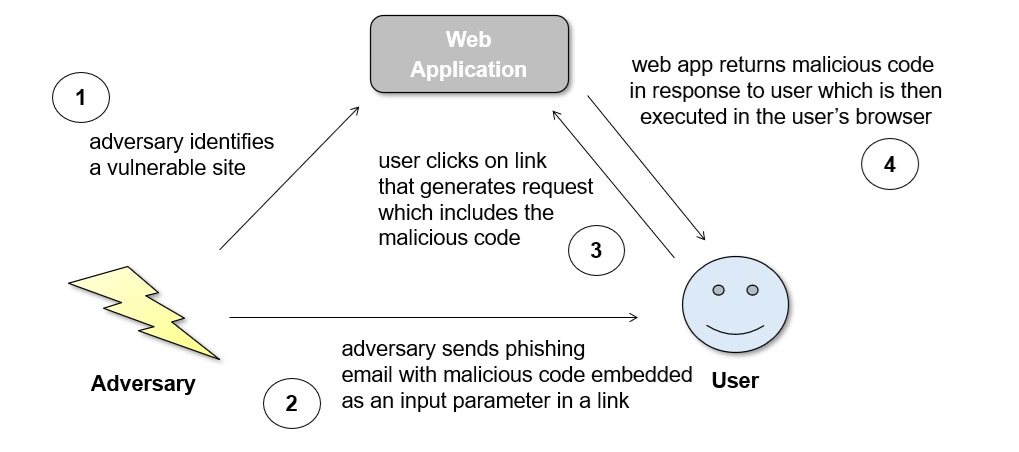 Web
Application
1
adversary identifies
a vulnerable site
web app returns malicious code
in response to user which is then
executed in the user’s browser
4
user clicks on link
that generates request
which includes the
malicious code
3
Adversary
2
adversary sends phishing
email with malicious code embedded
as an input parameter in a link
User